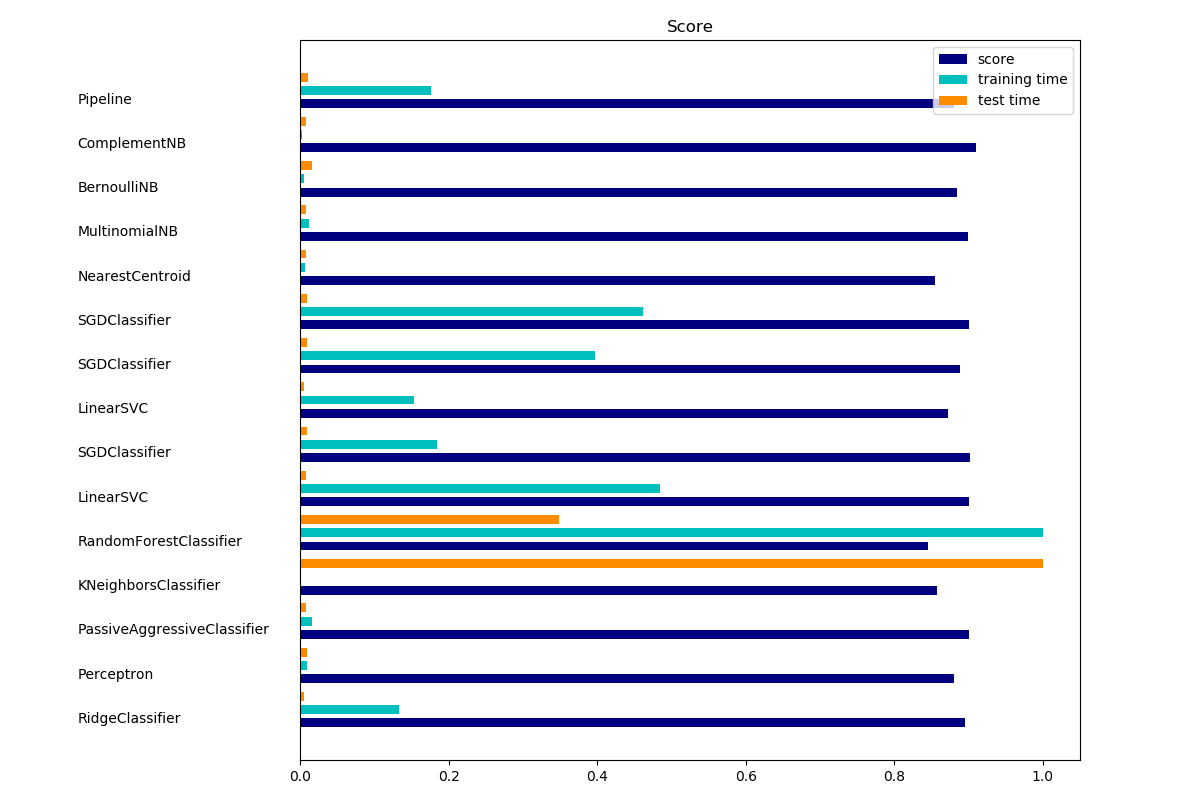 Score
score
training time
test time
Pipeline
ComplementNB
BernoulliNB
MultinomialNB
NearestCentroid
SGDClassifier
SGDClassifier
LinearSVC
SGDClassifier
LinearSVC
RandomForestClassifier
KNeighborsClassifier
PassiveAggressiveClassifier
Perceptron
RidgeClassifier
0.0 0.2 0.4 0.6 0.8 1.0